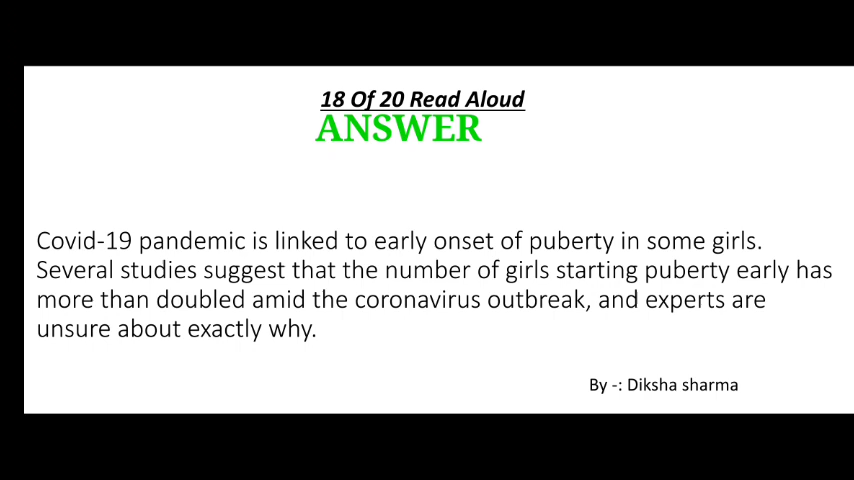 18 Of 20 Read Aloud
ANSWER
Covid-19 pandemic is linked to early onset of puberty in some girls.
Several studies suggest that the number of girls starting puberty early has
more than doubled amid the coronavirus outbreak, and experts are
unsure about exactly why.
By -: Diksha sharma